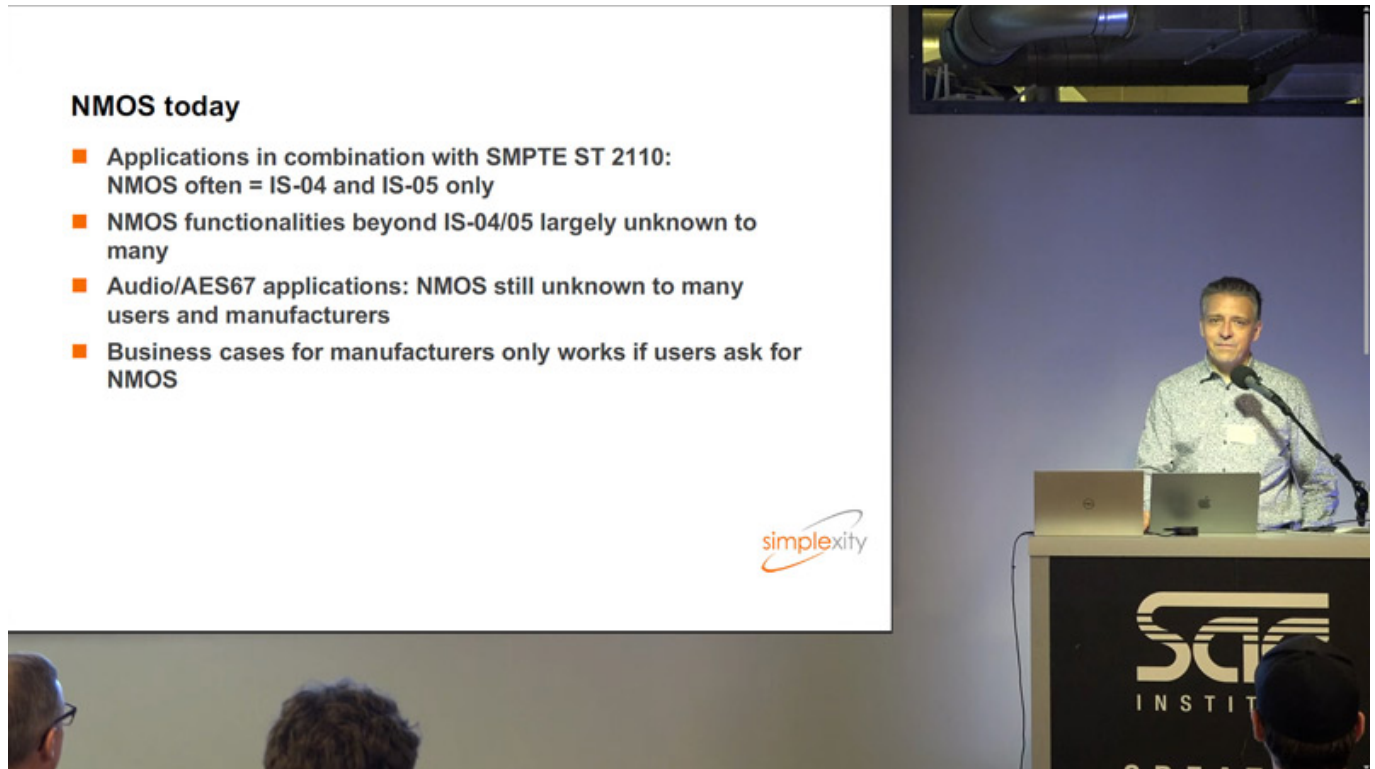 NMOS today
Applications in combination with SMPTE ST 2110:
NMOS often = IS-04 and IS-05 only
NMOS functionalities beyond IS-04/05 largely unknown to
many
Audio/AES67 applications: NMOS still unknown to many
users and manufacturers
Business cases for manufacturers only works if users ask for
NMOS
simplexity
sae